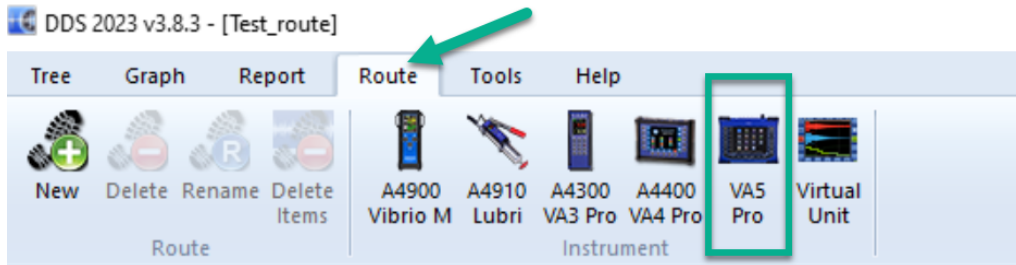 DDS 2023 v3.8.3 - [Test_route]
Tree Graph Report Route Tools Help
New Delete Rename Delete Items A4900 Vibrio M A4910 Lubri A4300 VA3 Pro A4400 VA4 Pro VA5 Pro Virtual Unit
Route Instrument